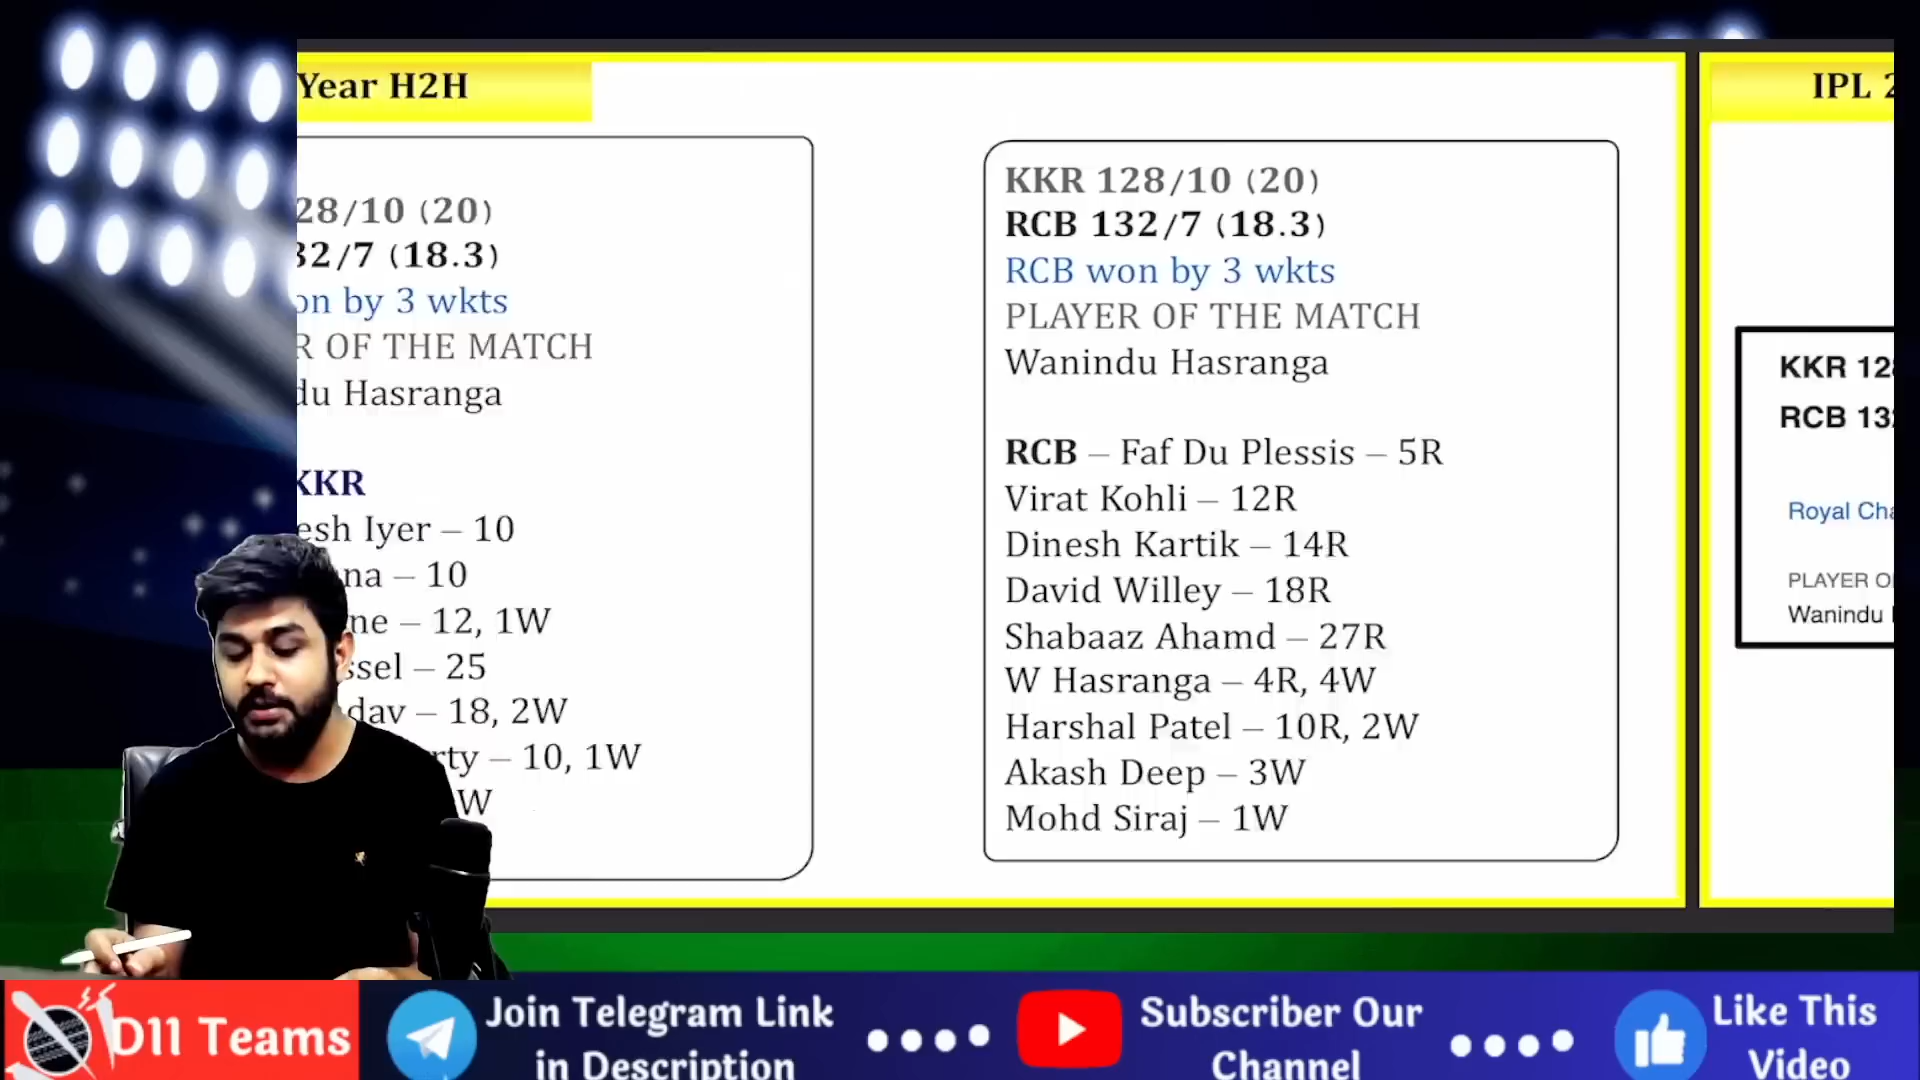 Year H2H
28/10 (20)
32/7 (18.3)
on by 3 wkts
R OF THE MATCH
du Hasranga
KKR
esh Iyer – 10
na – 10
ne – 12, 1W
ssel – 25
dav – 18, 2W
rty – 10, 1W
W
KKR 128/10 (20)
RCB 132/7 (18.3)
RCB won by 3 wkts
PLAYER OF THE MATCH
Wanindu Hasranga
RCB – Faf Du Plessis – 5R
Virat Kohli – 12R
Dinesh Kartik – 14R
David Willey – 18R
Shabaaz Ahamd – 27R
W Hasranga – 4R, 4W
Harshal Patel – 10R, 2W
Akash Deep – 3W
Mohd Siraj – 1W
IPL 2
KKR 128
RCB 132
Royal Cha
PLAYER O
Wanindu
D11 Teams
Join Telegram Link
in Description
Subscriber Our
Channel
Like This
Video